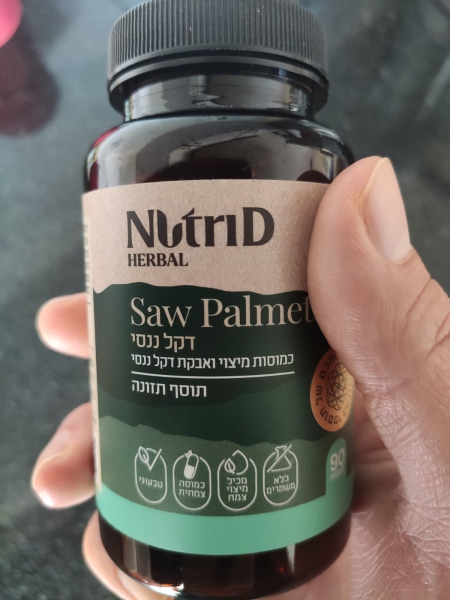 NutriD
HERBAL
Saw Palmet
דקל ננסי
כמוסות מיצוי ואבקת דקל ננסי
תוסף תזונה
טבעוני
כמוסה
צמחית
מכיל
מיצוי
צמח
ללא
משמרים
90